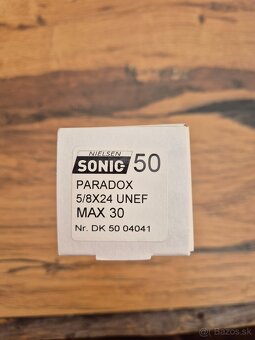 NIELSEN
SONIC 50
PARADOX
5/8X24 UNEF
MAX 30
Nr. DK 50 04041
Bazos.sk